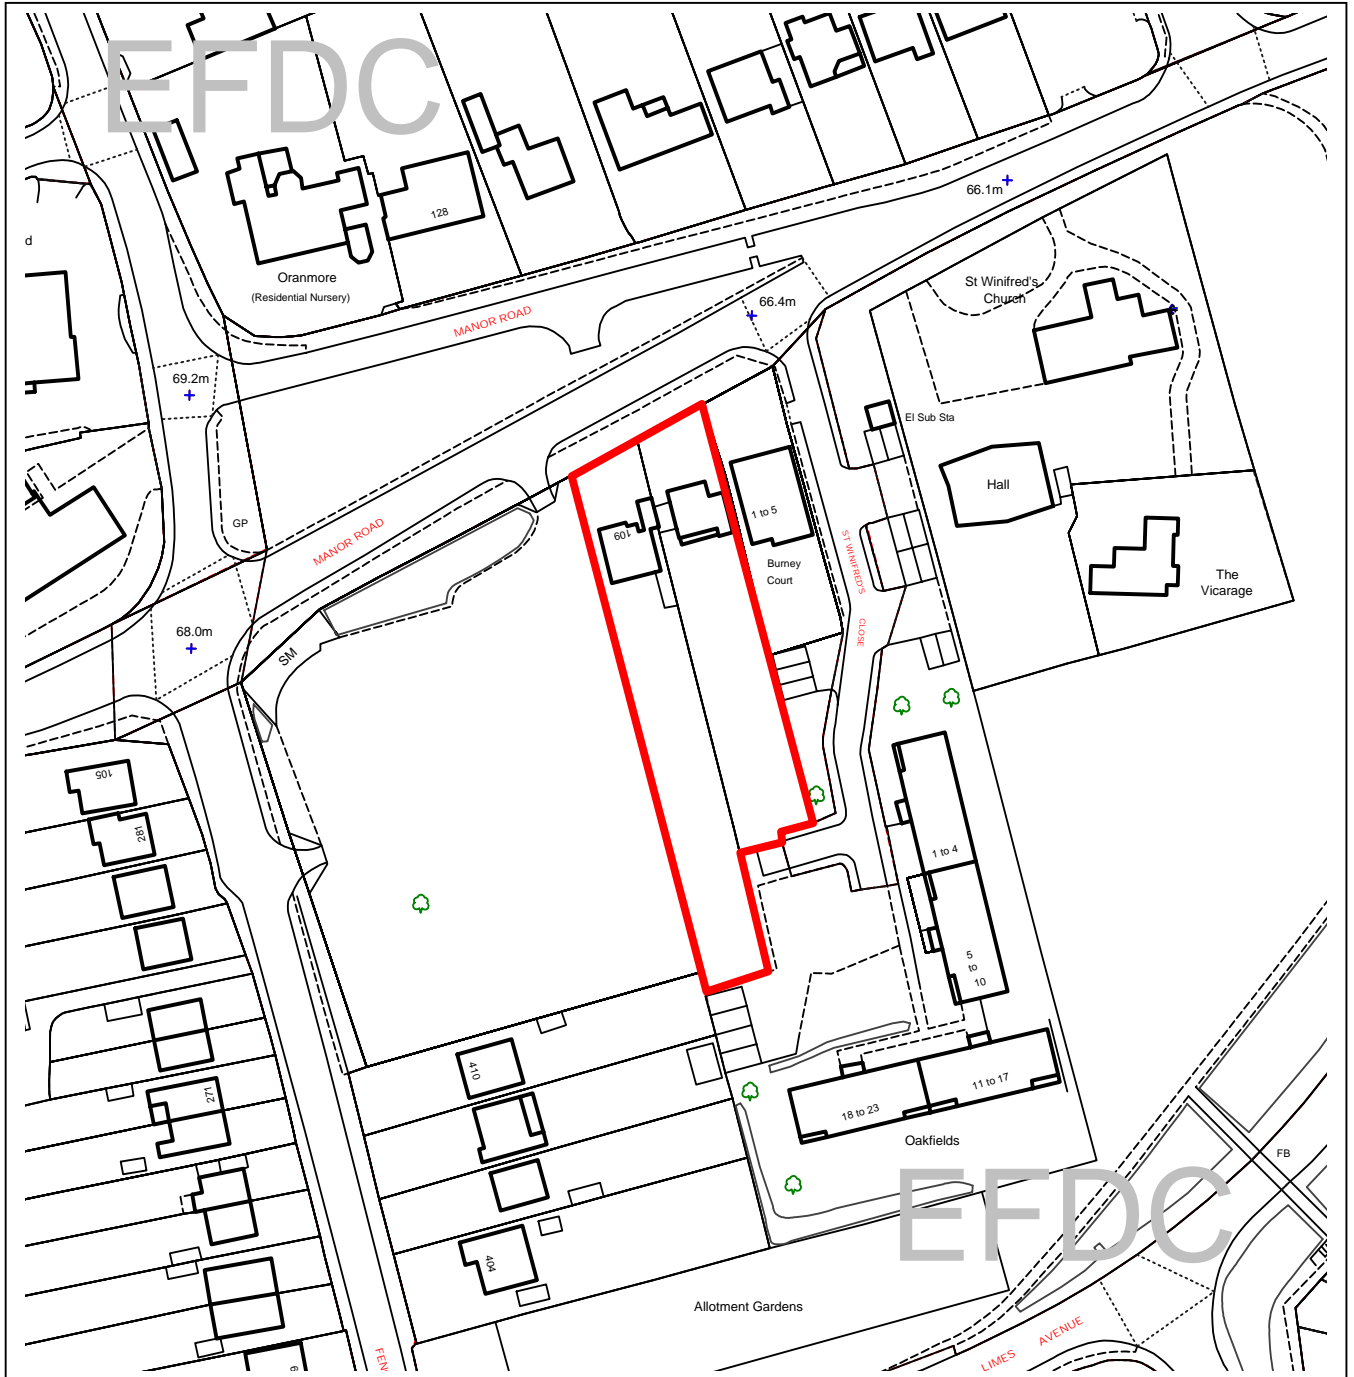 EFDC
128
66.1m
d
Oranmore
(Residential Nursery)
St Winifred's
Church
66.4m
MANOR ROAD
69.2m
El Sub Sta
Hall
1 to 5
GP
MANOR ROAD
109
ST WINIFRED'S
CLOSE
Burney
Court
The
Vicarage
68.0m
SM
105
281
1 to 4
5
to
10
410
271
11 to 17
18 to 23
Oakfields
FB
EFDC
404
Allotment Gardens
LIMES AVENUE